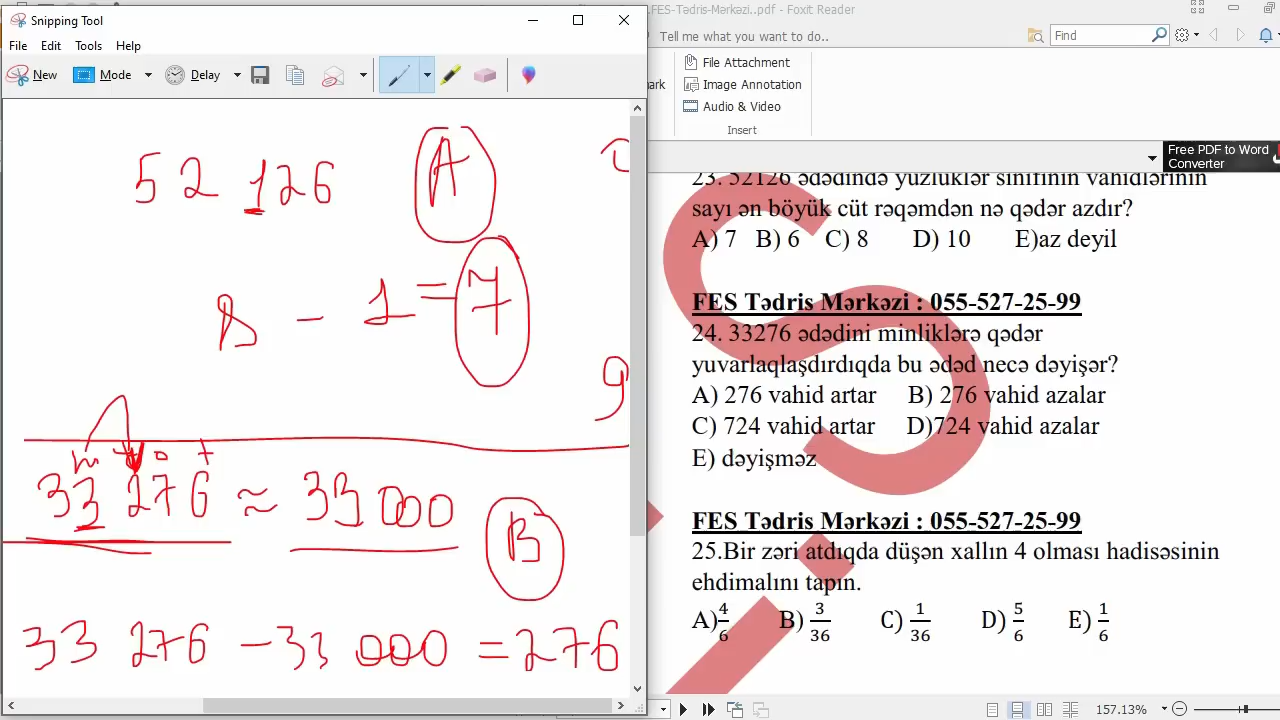 Snipping Tool
File Edit Tools Help
New Mode Delay
52 126 A
8 - 1 = 7
9
33 276 ≈ 33 000 B
33 276 - 33 000 = 276
.FES-Tədris-Mərkəzi..pdf - Foxit Reader
Tell me what you want to do..
Find
File Attachment
Image Annotation
Audio & Video
Insert
Free PDF to Word
Converter
23. 52126 ədədində yüzlüklər sinifinin vahidlərinin
sayı ən böyük cüt rəqəmdən nə qədər azdır?
A) 7 B) 6 C) 8 D) 10 E)az deyil
FES Tədris Mərkəzi : 055-527-25-99
24. 33276 ədədini minliklərə qədər
yuvarlaqlaşdırdıqda bu ədəd necə dəyişər?
A) 276 vahid artar B) 276 vahid azalar
C) 724 vahid artar D)724 vahid azalar
E) dəyişməz
FES Tədris Mərkəzi : 055-527-25-99
25.Bir zəri atdıqda düşən xallın 4 olması hadisəsinin
ehdimalını tapın.
A)4/6 B) 3/36 C) 1/36 D) 5/6 E) 1/6
157.13%